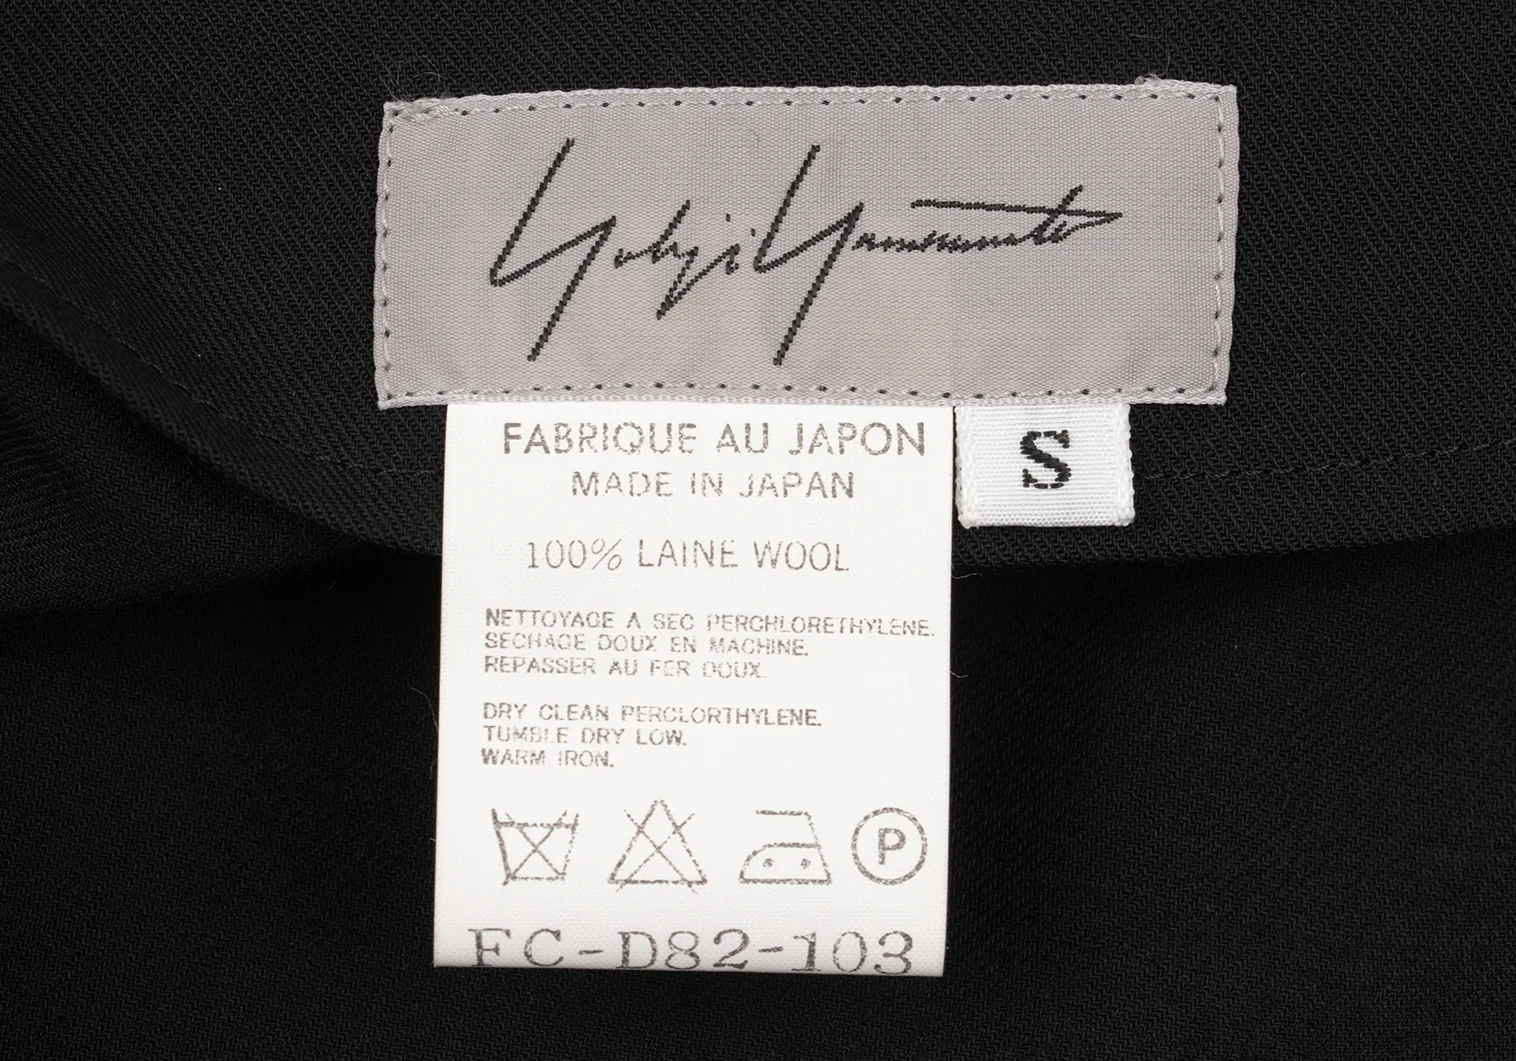 Yohji Yamamoto
FABRIQUE AU JAPON
MADE IN JAPAN
S
100% LAINE WOOL
NETTOYAGE A SEC PERCHLORETHYLENE.
SECHAGE DOUX EN MACHINE.
REPASSER AU FER DOUX.
DRY CLEAN PERCLORTHYLENE.
TUMBLE DRY LOW.
WARM IRON.
P
FC-D82-103